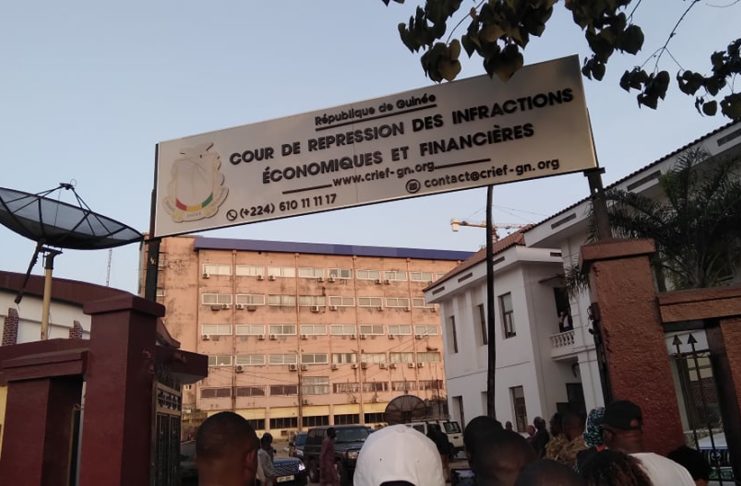 République de Guinée
COUR DE REPRESSION DES INFRACTIONS
ÉCONOMIQUES ET FINANCIÈRES
www.crief-gn.org
contact@crief-gn.org
(+224) 610 11 11 17